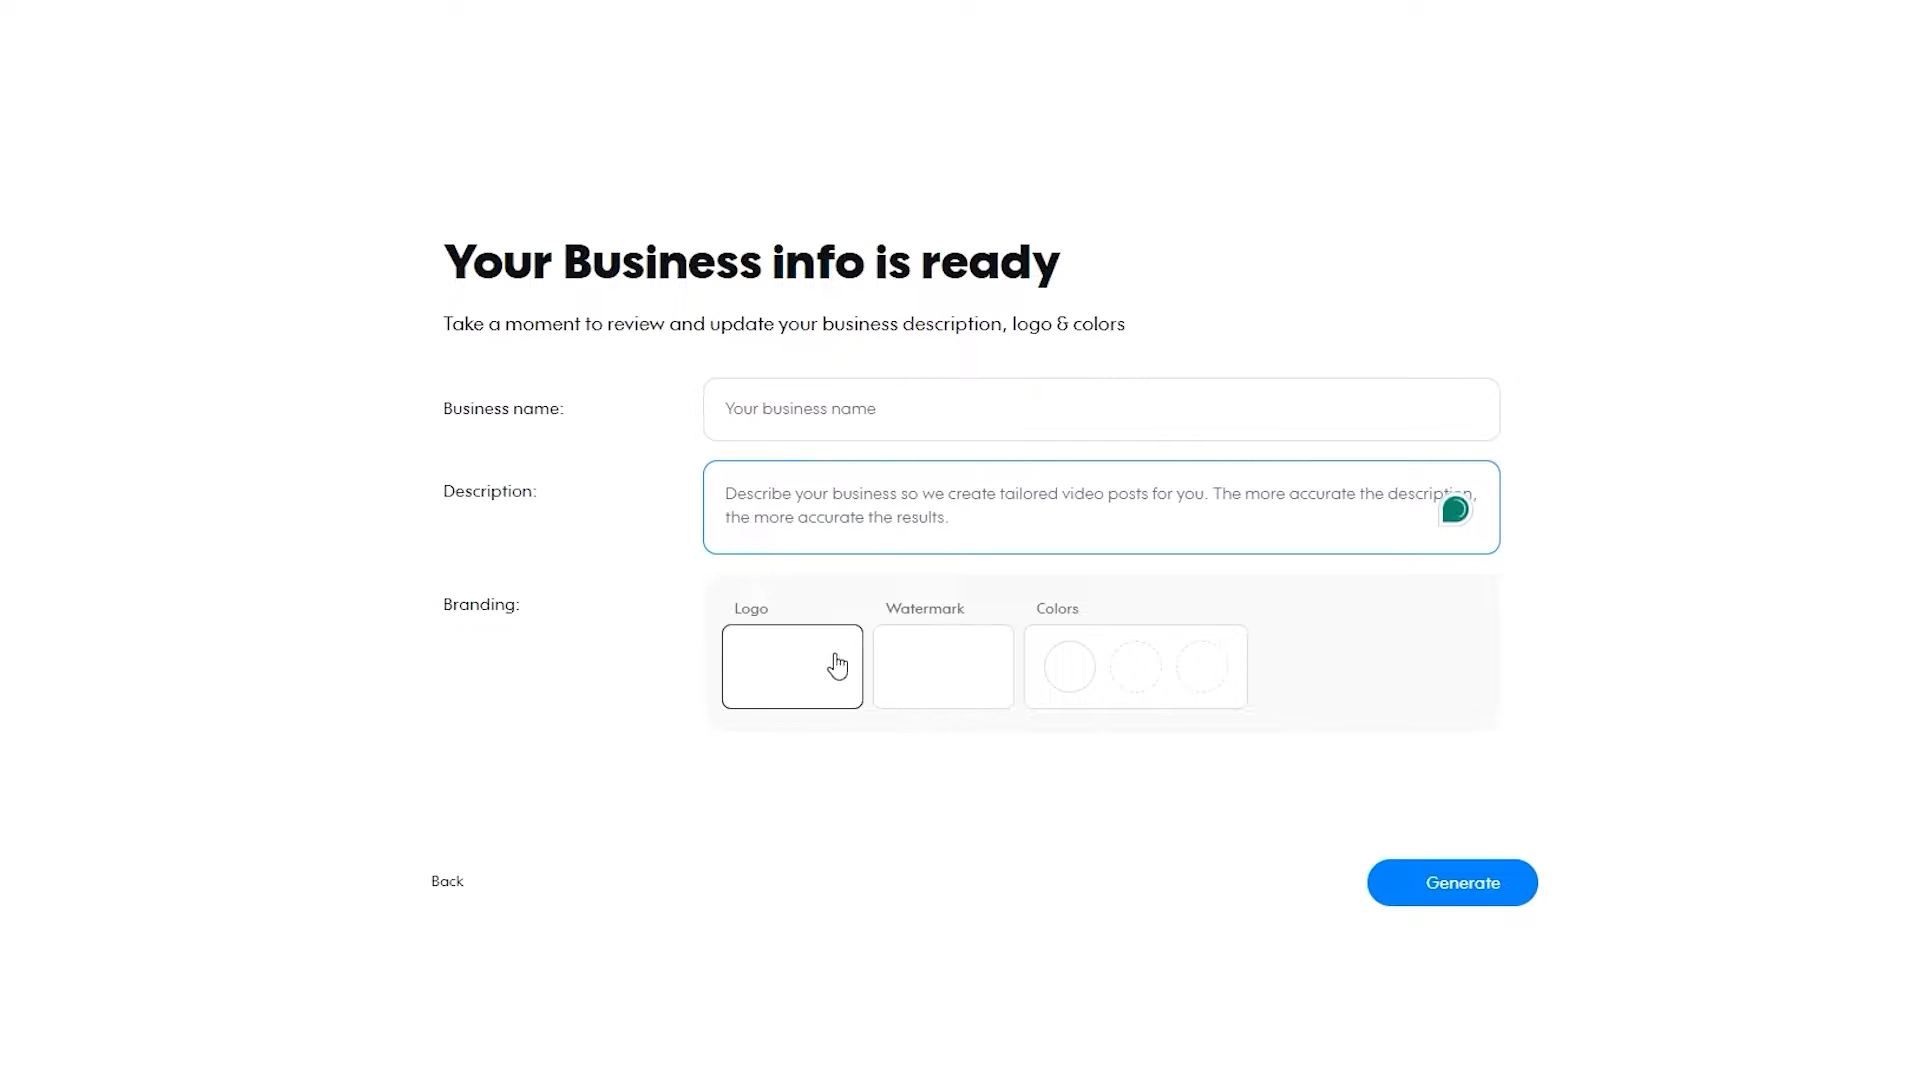 Your Business info is ready
Take a moment to review and update your business description, logo & colors
Business name:
Your business name
Description:
Describe your business so we create tailored video posts for you. The more accurate the description,
the more accurate the results.
Branding:
Logo
Watermark
Colors
Back
Generate